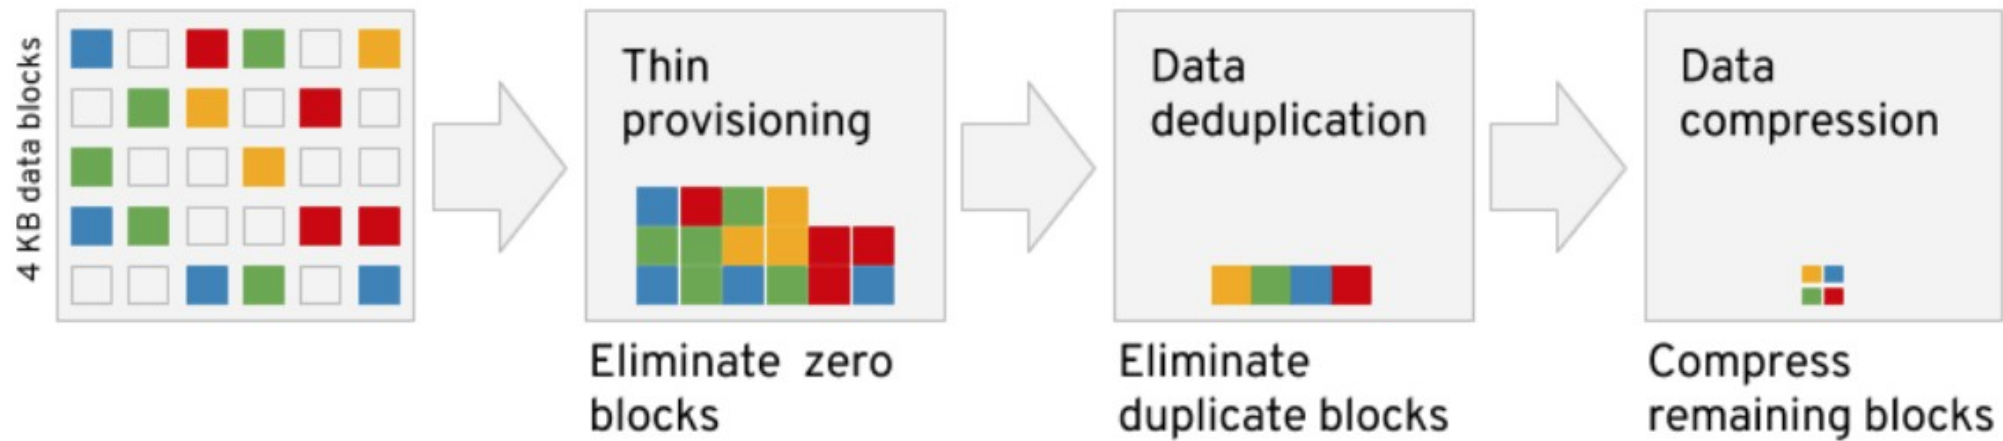 4 KB data blocks
Thin
provisioning
Eliminate zero
blocks
Data
deduplication
Eliminate
duplicate blocks
Data
compression
Compress
remaining blocks